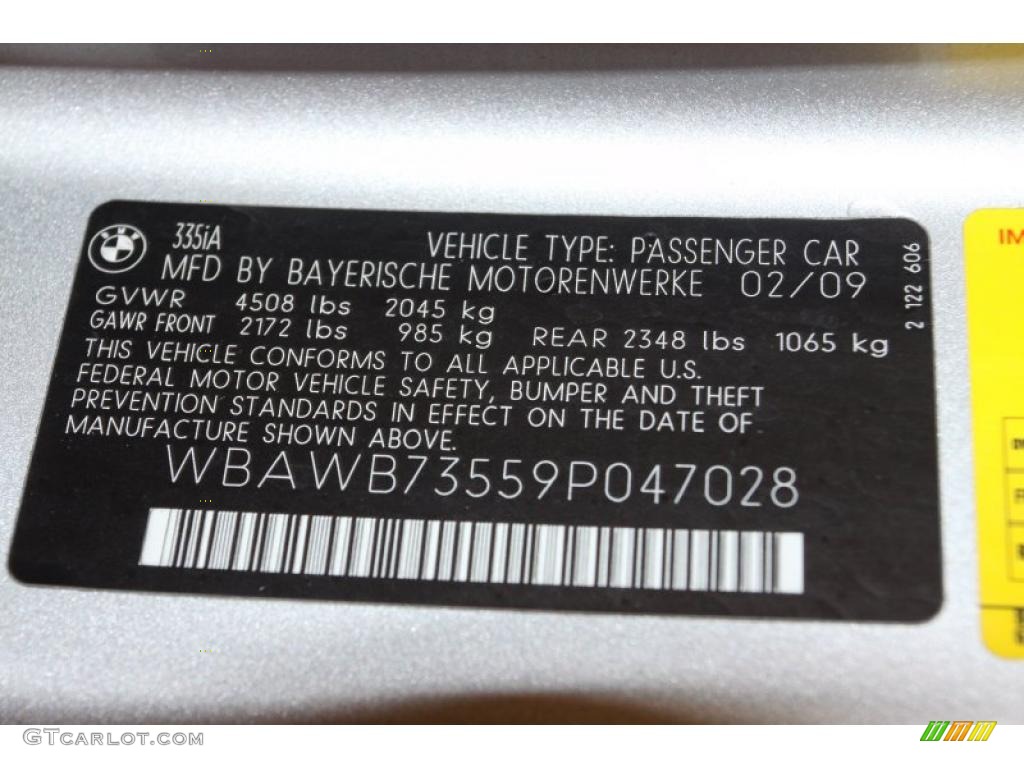 335iA
VEHICLE TYPE: PASSENGER CAR
MFD BY BAYERISCHE MOTORENWERKE 02/09
GVWR 4508 lbs 2045 kg
GAWR FRONT 2172 lbs 985 kg REAR 2348 lbs 1065 kg
THIS VEHICLE CONFORMS TO ALL APPLICABLE U.S.
FEDERAL MOTOR VEHICLE SAFETY, BUMPER AND THEFT
PREVENTION STANDARDS IN EFFECT ON THE DATE OF
MANUFACTURE SHOWN ABOVE.
WBAWB73559P047028
2 122 606
IM
GTCARLOT.COM